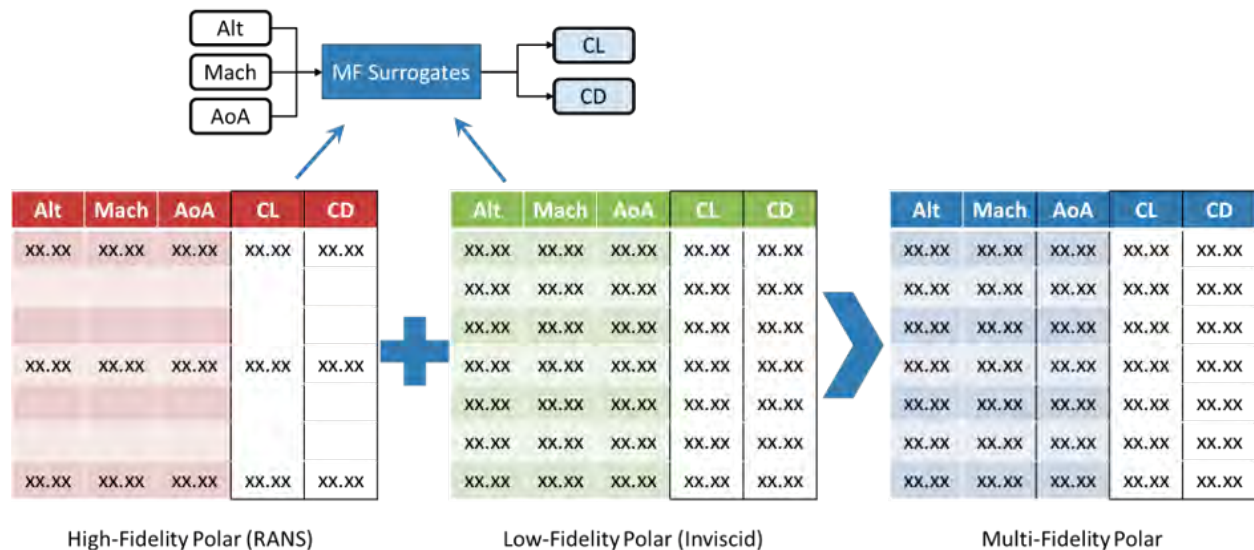 Alt
Mach
AoA
MF Surrogates
CL
CD
Alt Mach AoA CL CD
xx.xx xx.xx xx.xx xx.xx xx.xx
xx.xx xx.xx xx.xx xx.xx xx.xx
xx.xx xx.xx xx.xx xx.xx xx.xx
High-Fidelity Polar (RANS)
Alt Mach AoA CL CD
xx.xx xx.xx xx.xx xx.xx xx.xx
xx.xx xx.xx xx.xx xx.xx xx.xx
xx.xx xx.xx xx.xx xx.xx xx.xx
xx.xx xx.xx xx.xx xx.xx xx.xx
xx.xx xx.xx xx.xx xx.xx xx.xx
xx.xx xx.xx xx.xx xx.xx xx.xx
xx.xx xx.xx xx.xx xx.xx xx.xx
Low-Fidelity Polar (Inviscid)
Alt Mach AoA CL CD
xx.xx xx.xx xx.xx xx.xx xx.xx
xx.xx xx.xx xx.xx xx.xx xx.xx
xx.xx xx.xx xx.xx xx.xx xx.xx
xx.xx xx.xx xx.xx xx.xx xx.xx
xx.xx xx.xx xx.xx xx.xx xx.xx
xx.xx xx.xx xx.xx xx.xx xx.xx
xx.xx xx.xx xx.xx xx.xx xx.xx
Multi-Fidelity Polar